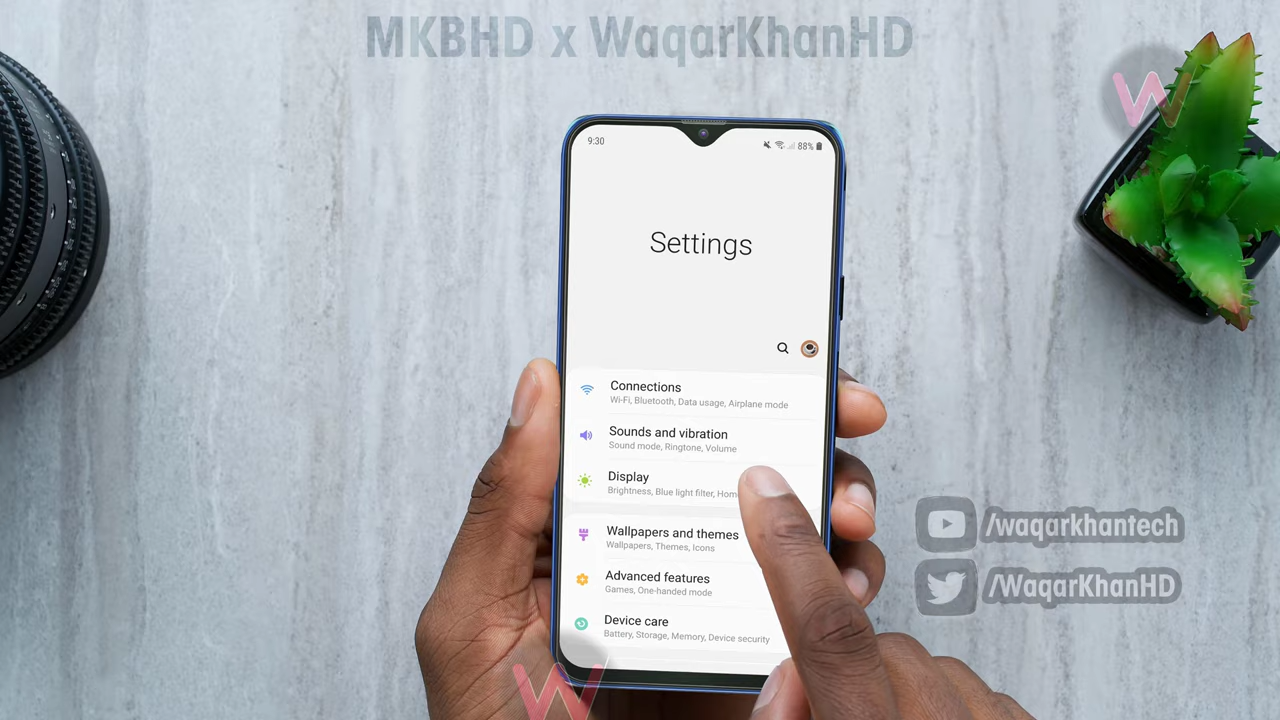 MKBHD x WaqarKhanHD
W
9:30
88%
Settings
Connections
Wi-Fi, Bluetooth, Data usage, Airplane mode
Sounds and vibration
Sound mode, Ringtone, Volume
Display
Brightness, Blue light filter, Hom
Wallpapers and themes
Wallpapers, Themes, Icons
Advanced features
Games, One-handed mode
Device care
Battery, Storage, Memory, Device security
/waqarkhantech
/WaqarKhanHD
W